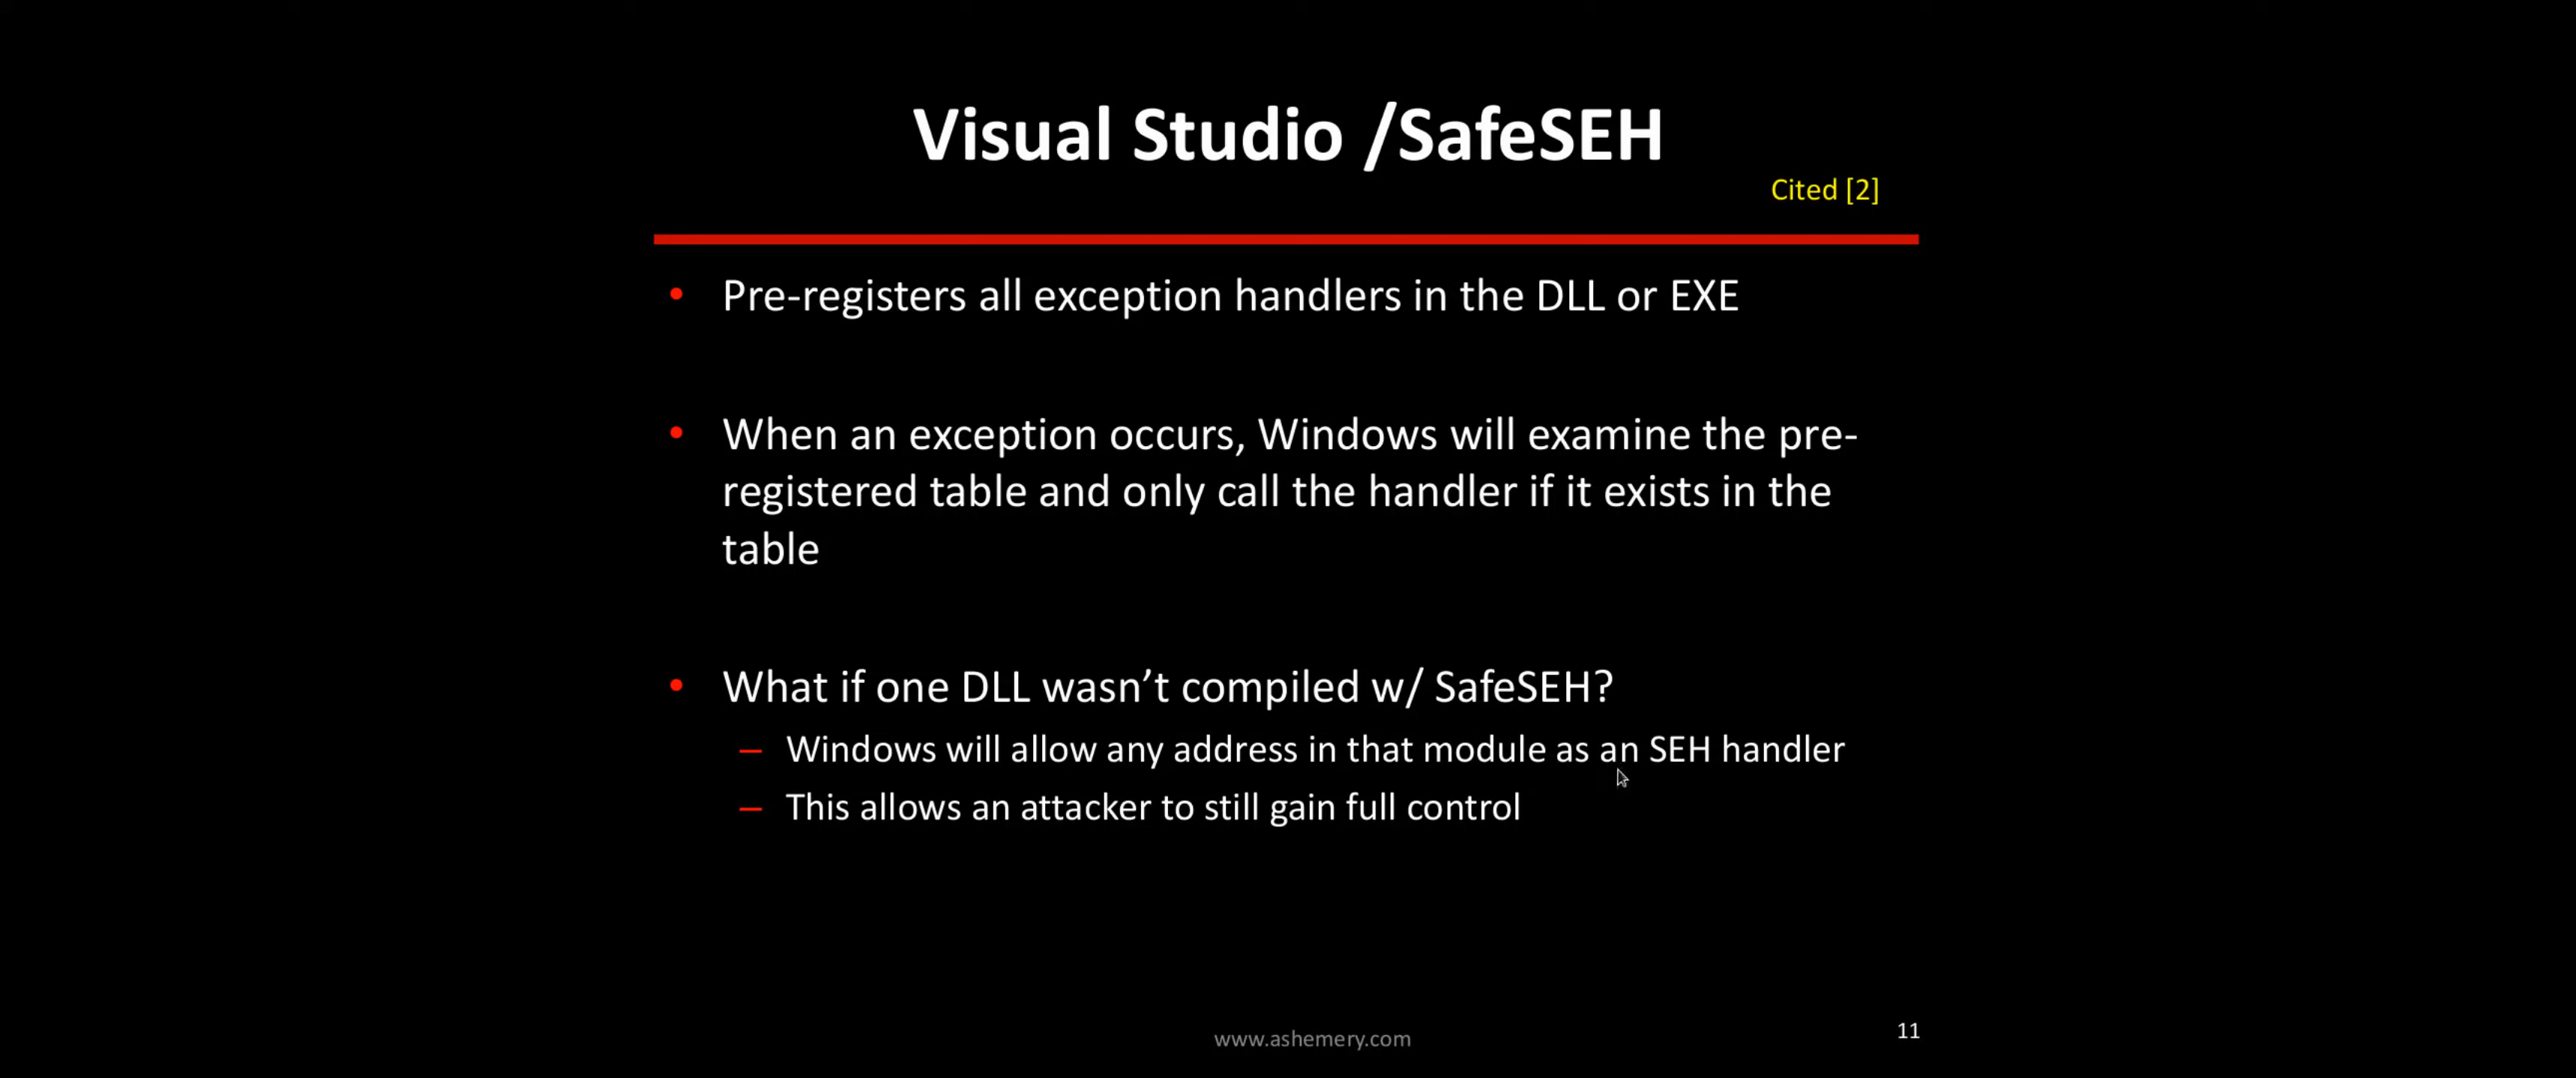 Visual Studio /SafeSEH
Cited [2]
• Pre-registers all exception handlers in the DLL or EXE
• When an exception occurs, Windows will examine the pre-
registered table and only call the handler if it exists in the
table
• What if one DLL wasn’t compiled w/ SafeSEH?
– Windows will allow any address in that module as an SEH handler
– This allows an attacker to still gain full control
www.ashemery.com
11